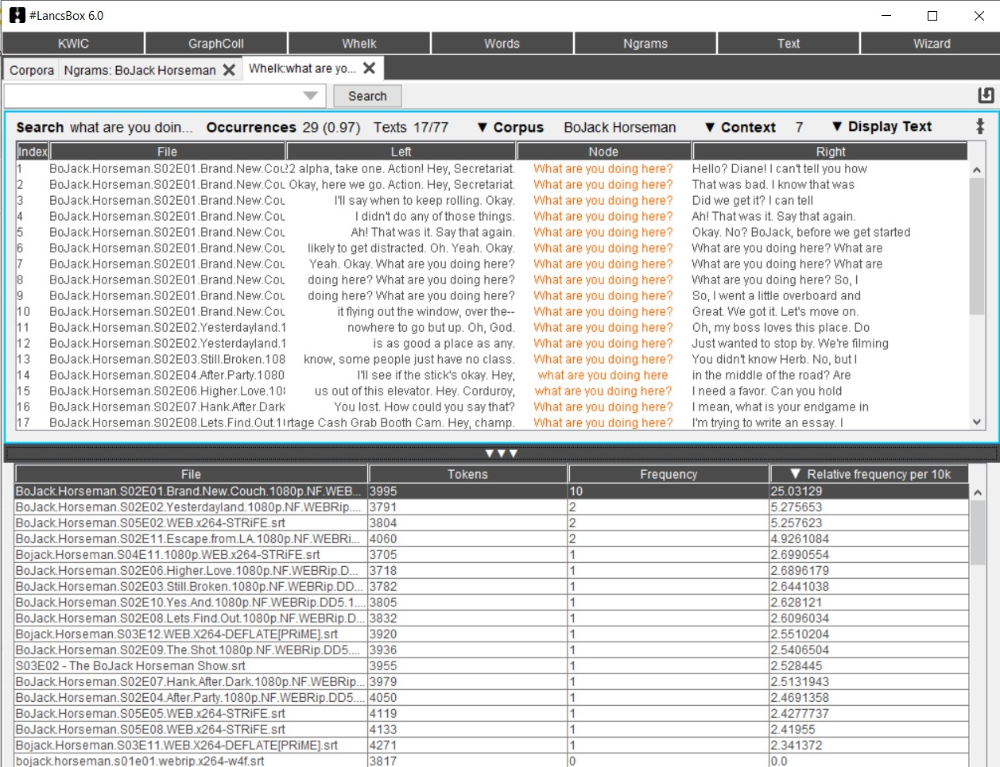 #LancsBox 6.0
KWIC GraphColl Whelk Words Ngrams Text Wizard
Corpora Ngrams: BoJack Horseman Whelk:what are yo...
Search
Search what are you doin... Occurrences 29 (0.97) Texts 17/77 ▼ Corpus BoJack Horseman ▼ Context 7 ▼ Display Text
Index File Left Node Right
1 BoJack.Horseman.S02E01.Brand.New.Cou 22 alpha, take one. Action! Hey, Secretariat. What are you doing here? Hello? Diane! I can't tell you how
2 BoJack.Horseman.S02E01.Brand.New.Cou Okay, here we go. Action. Hey, Secretariat. What are you doing here? That was bad. I know that was
3 BoJack.Horseman.S02E01.Brand.New.Cou I'll say when to keep rolling. Okay. What are you doing here? Did we get it? I can tell
4 BoJack.Horseman.S02E01.Brand.New.Cou I didn't do any of those things. What are you doing here? Ah! That was it. Say that again.
5 BoJack.Horseman.S02E01.Brand.New.Cou Ah! That was it. Say that again. What are you doing here? Okay. No? BoJack, before we get started
6 BoJack.Horseman.S02E01.Brand.New.Cou likely to get distracted. Oh. Yeah. Okay. What are you doing here? What are you doing here? What are
7 BoJack.Horseman.S02E01.Brand.New.Cou Yeah. Okay. What are you doing here? What are you doing here? What are you doing here? What are
8 BoJack.Horseman.S02E01.Brand.New.Cou doing here? What are you doing here? What are you doing here? What are you doing here? So, I
9 BoJack.Horseman.S02E01.Brand.New.Cou doing here? What are you doing here? What are you doing here? So, I went a little overboard and
10 BoJack.Horseman.S02E01.Brand.New.Cou it flying out the window, over the-- What are you doing here? Great. We got it. Let's move on.
11 BoJack.Horseman.S02E02.Yesterdayland.1 nowhere to go but up. Oh, God. What are you doing here? Oh, my boss loves this place. Do
12 BoJack.Horseman.S02E02.Yesterdayland.1 is as good a place as any. What are you doing here? Just wanted to stop by. We're filming
13 BoJack.Horseman.S02E03.Still.Broken.108 know, some people just have no class. What are you doing here? You didn't know Herb. No, but I
14 BoJack.Horseman.S02E04.After.Party.1080 I'll see if the stick's okay. Hey, what are you doing here in the middle of the road? Are
15 BoJack.Horseman.S02E06.Higher.Love.108 us out of this elevator. Hey. Corduroy, what are you doing here? I need a favor. Can you hold
16 BoJack.Horseman.S02E07.Hank.After.Dark You lost. How could you say that? What are you doing here? I mean, what is your endgame in
17 BoJack.Horseman.S02E08.Lets.Find.Out.1 rtage Cash Grab Booth Cam. Hey, champ. What are you doing here? I'm trying to write an essay. I
▼▼▼
File Tokens Frequency ▼ Relative frequency per 10k
BoJack.Horseman.S02E01.Brand.New.Couch.1080p.NF.WEB... 3995 10 25.03129
BoJack.Horseman.S02E02.Yesterdayland.1080p.NF.WEBRip.... 3791 2 5.275653
BoJack.Horseman.S05E02.WEB.x264-STRiFE.srt 3804 2 5.257623
BoJack.Horseman.S02E11.Escape.from.LA.1080p.NF.WEBRi... 4060 2 4.9261084
Bojack.Horseman.S04E11.1080p.WEB.x264-STRiFE.srt 3705 1 2.6990554
BoJack.Horseman.S02E06.Higher.Love.1080p.NF.WEBRip.D... 3718 1 2.6896179
BoJack.Horseman.S02E03.Still.Broken.1080p.NF.WEBRip.DD... 3782 1 2.6441038
BoJack.Horseman.S02E10.Yes.And.1080p.NF.WEBRip.DD5.1.... 3805 1 2.628121
BoJack.Horseman.S02E08.Lets.Find.Out.1080p.NF.WEBRip.D... 3832 1 2.6096034
Bojack.Horseman.S03E12.WEB.X264-DEFLATE[PRiME].srt 3920 1 2.5510204
BoJack.Horseman.S02E09.The.Shot.1080p.NF.WEBRip.DD5.... 3936 1 2.5406504
S03E02 - The BoJack Horseman Show.srt 3955 1 2.528445
BoJack.Horseman.S02E07.Hank.After.Dark.1080p.NF.WEBRip... 3979 1 2.5131943
BoJack.Horseman.S02E04.After.Party.1080p.NF.WEBRip.DD5.... 4050 1 2.4691358
BoJack.Horseman.S05E05.WEB.x264-STRiFE.srt 4119 1 2.4277737
BoJack.Horseman.S05E08.WEB.x264-STRiFE.srt 4133 1 2.41955
Bojack.Horseman.S03E11.WEB.X264-DEFLATE[PRiME].srt 4271 1 2.341372
bojack.horseman.s01e01.webrip.x264-w4f.srt 3817 0 0.0